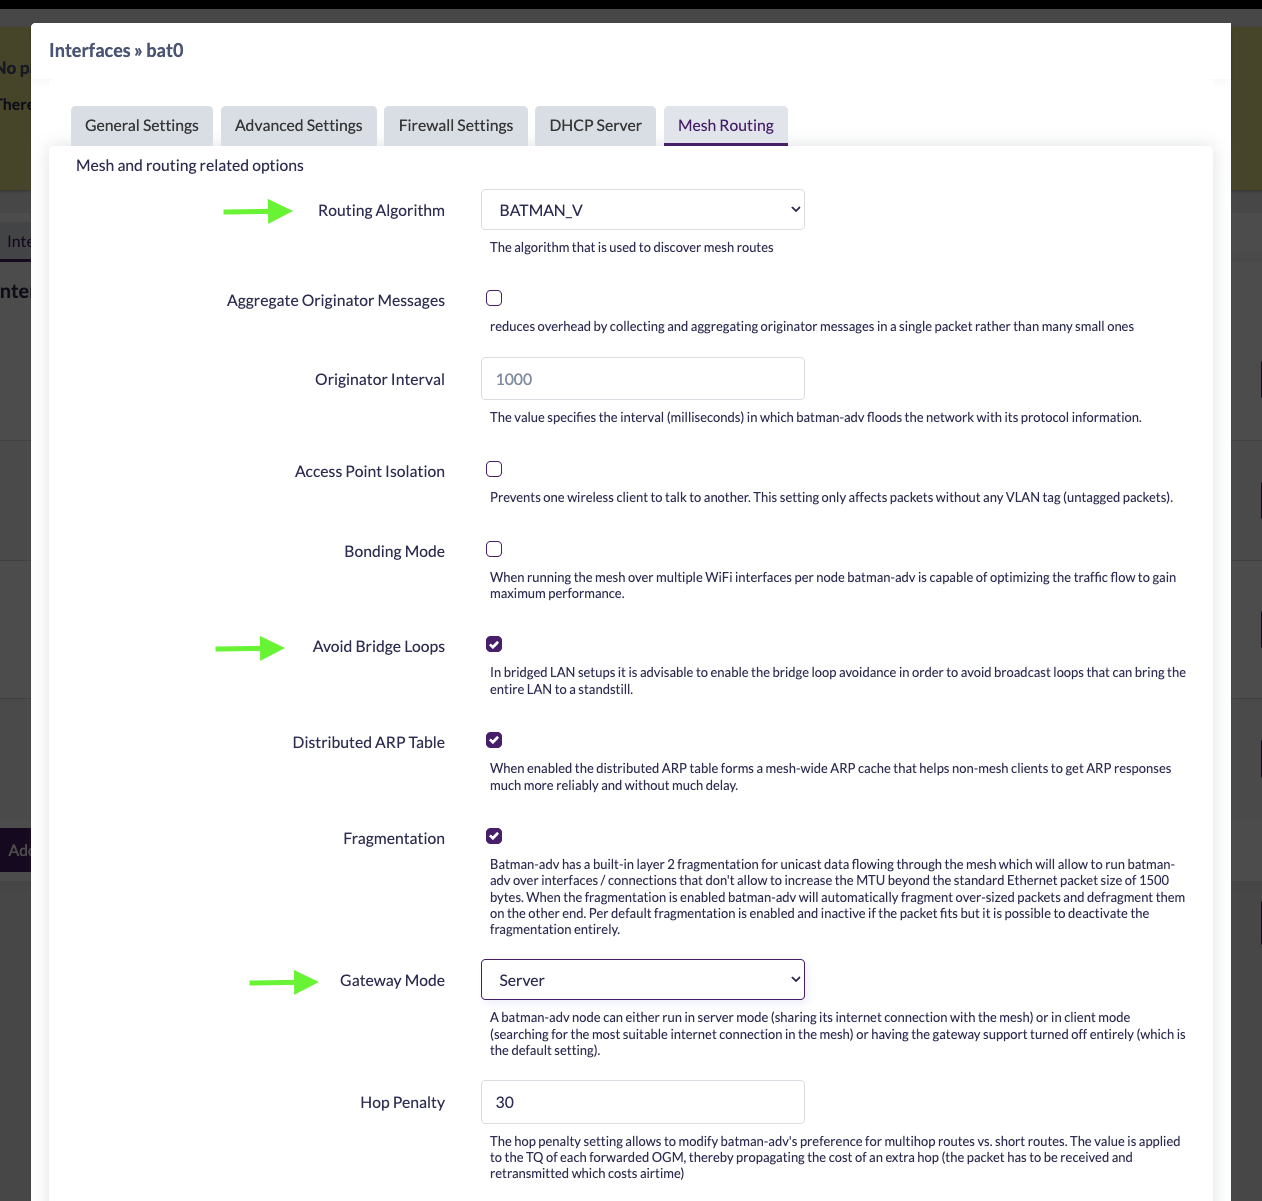 Interfaces » bat0
General Settings
Advanced Settings
Firewall Settings
DHCP Server
Mesh Routing
Mesh and routing related options
Routing Algorithm
BATMAN_V
The algorithm that is used to discover mesh routes
Aggregate Originator Messages
reduces overhead by collecting and aggregating originator messages in a single packet rather than many small ones
Originator Interval
1000
The value specifies the interval (milliseconds) in which batman-adv floods the network with its protocol information.
Access Point Isolation
Prevents one wireless client to talk to another. This setting only affects packets without any VLAN tag (untagged packets).
Bonding Mode
When running the mesh over multiple WiFi interfaces per node batman-adv is capable of optimizing the traffic flow to gain
maximum performance.
Avoid Bridge Loops
In bridged LAN setups it is advisable to enable the bridge loop avoidance in order to avoid broadcast loops that can bring the
entire LAN to a standstill.
Distributed ARP Table
When enabled the distributed ARP table forms a mesh-wide ARP cache that helps non-mesh clients to get ARP responses
much more reliably and without much delay.
Fragmentation
Batman-adv has a built-in layer 2 fragmentation for unicast data flowing through the mesh which will allow to run batman-
adv over interfaces / connections that don't allow to increase the MTU beyond the standard Ethernet packet size of 1500
bytes. When the fragmentation is enabled batman-adv will automatically fragment over-sized packets and defragment them
on the other end. Per default fragmentation is enabled and inactive if the packet fits but it is possible to deactivate the
fragmentation entirely.
Gateway Mode
Server
A batman-adv node can either run in server mode (sharing its internet connection with the mesh) or in client mode
(searching for the most suitable internet connection in the mesh) or having the gateway support turned off entirely (which is
the default setting).
Hop Penalty
30
The hop penalty setting allows to modify batman-adv's preference for multihop routes vs. short routes. The value is applied
to the TQ of each forwarded OGM, thereby propagating the cost of an extra hop (the packet has to be received and
retransmitted which costs airtime)